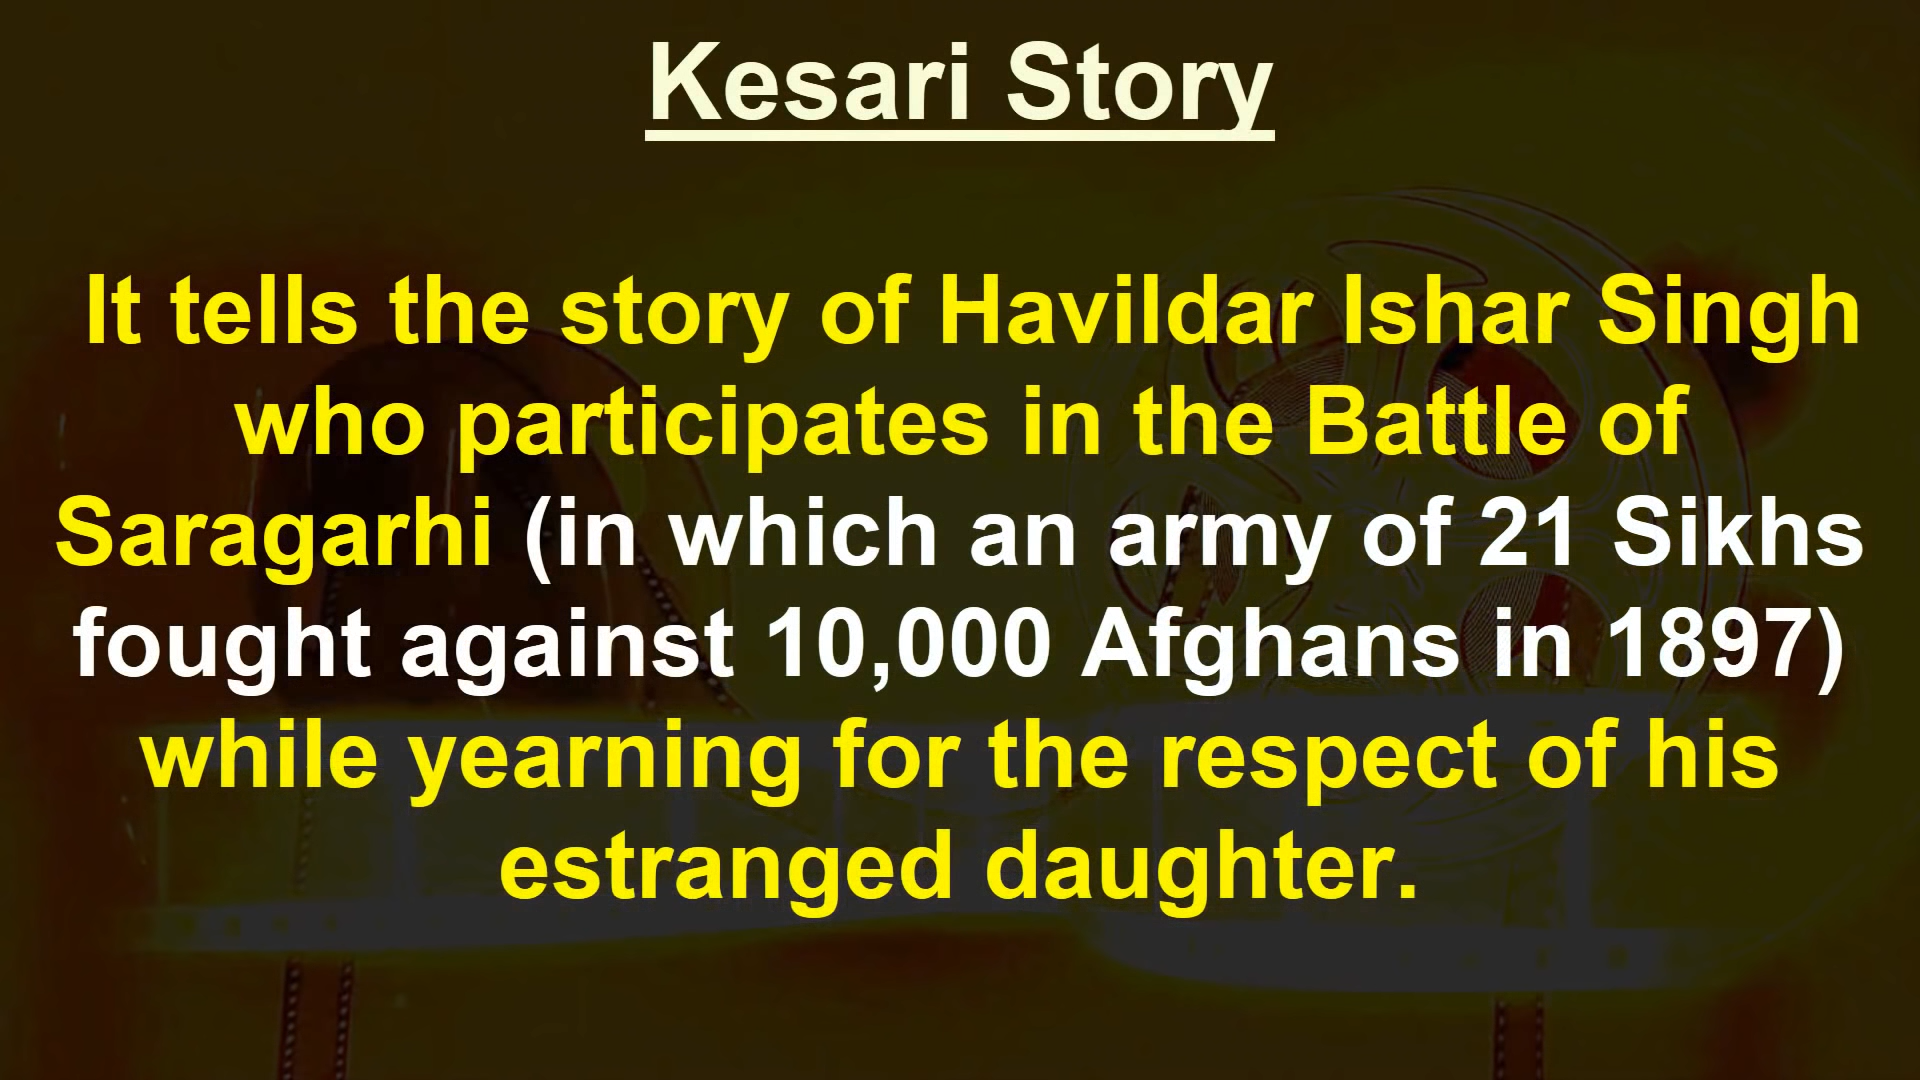 Kesari Story
It tells the story of Havildar Ishar Singh
who participates in the Battle of
Saragarhi (in which an army of 21 Sikhs
fought against 10,000 Afghans in 1897)
while yearning for the respect of his
estranged daughter.